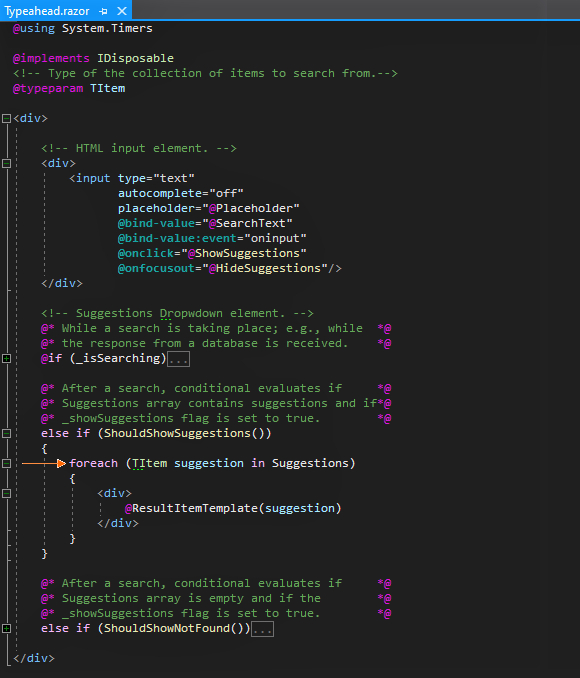 Typeahead.razor
@using System.Timers
@implements IDisposable
<!-- Type of the collection of items to search from.-->
@typeparam TItem
<div>
<!-- HTML input element. -->
<div>
<input type="text"
autocomplete="off"
placeholder="@Placeholder"
@bind-value="@SearchText"
@bind-value:event="oninput"
@onclick="@ShowSuggestions"
@onfocusout="@HideSuggestions"/>
</div>
<!-- Suggestions Dropwdown element. -->
@* While a search is taking place; e.g., while *@
@* the response from a database is received. *@
@if (_isSearching)...
@* After a search, conditional evaluates if *@
@* Suggestions array contains suggestions and if*@
@* _showSuggestions flag is set to true. *@
else if (ShouldShowSuggestions())
{
foreach (TItem suggestion in Suggestions)
{
<div>
@ResultItemTemplate(suggestion)
</div>
}
}
@* After a search, conditional evaluates if *@
@* Suggestions array is empty and if the *@
@* _showSuggestions flag is set to true. *@
else if (ShouldShowNotFound())...
</div>